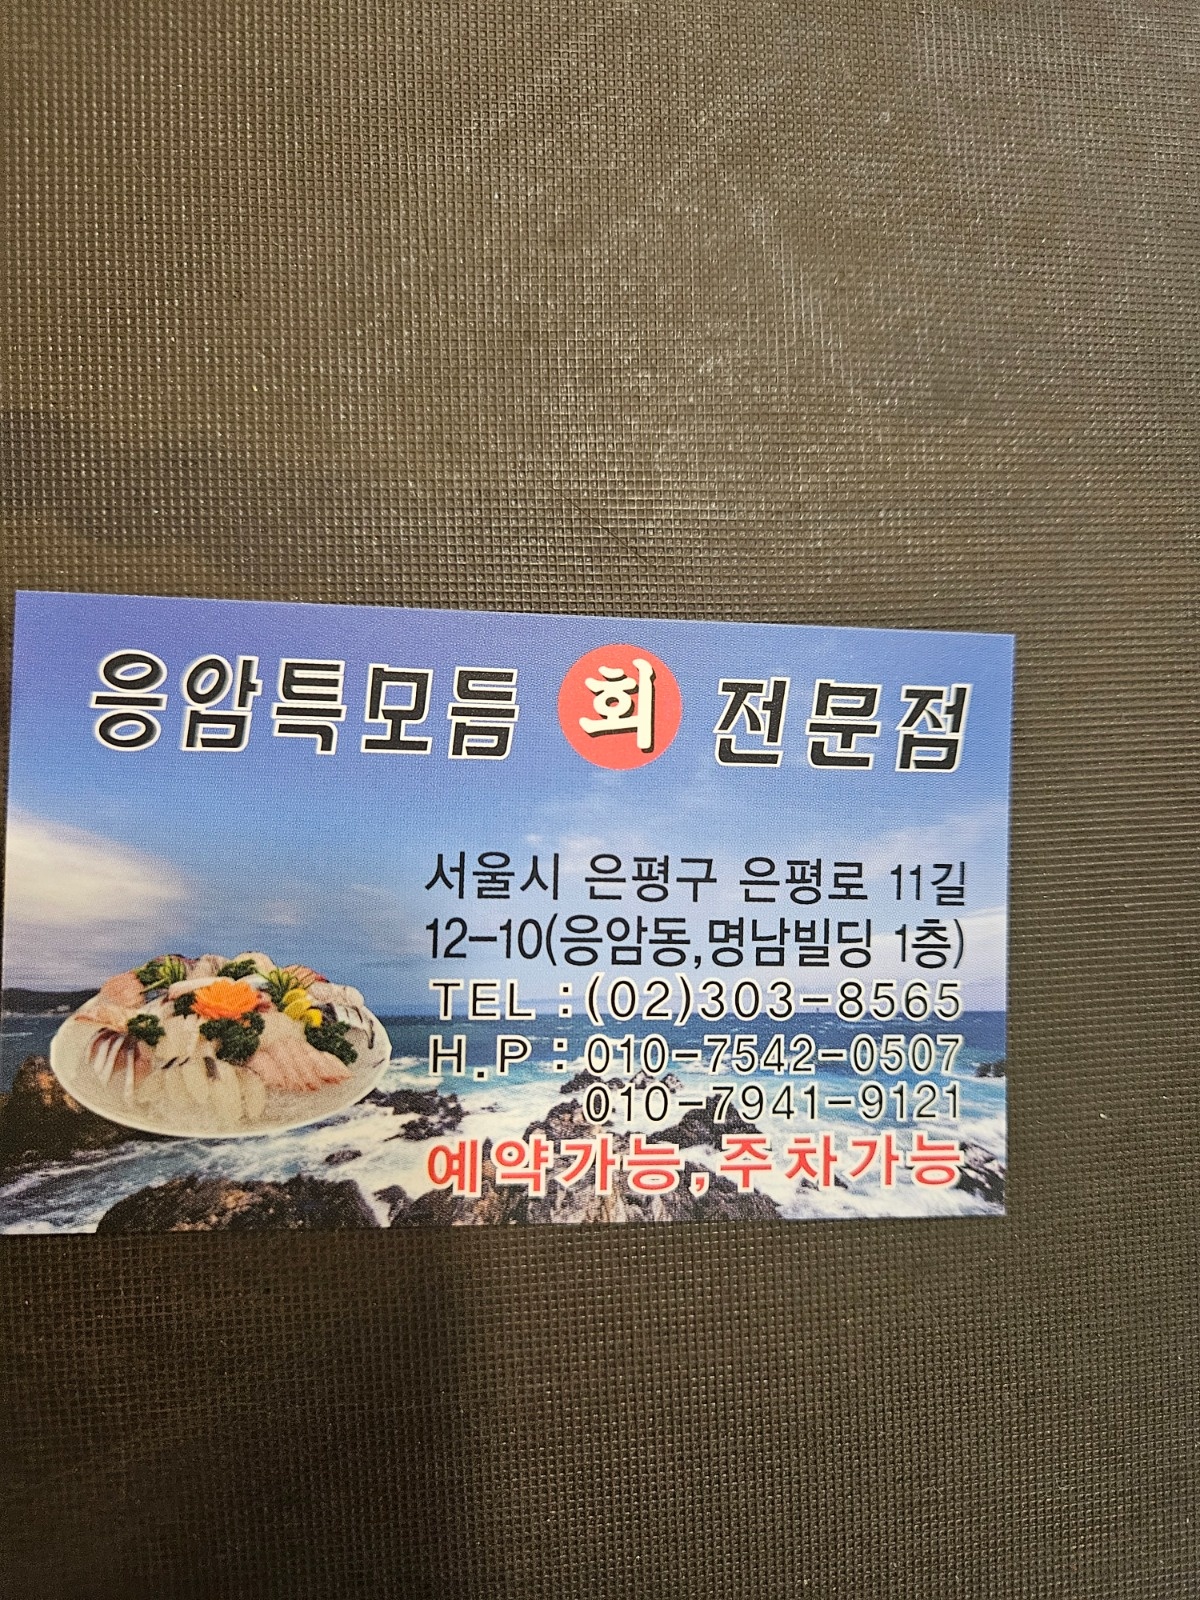 응암특모듬 회 전문점
서울시 은평구 은평로 11길
12-10(응암동,명남빌딩 1층)
TEL : (02)303-8565
H.P : 010-7542-0507
010-7941-9121
예약가능,주차가능